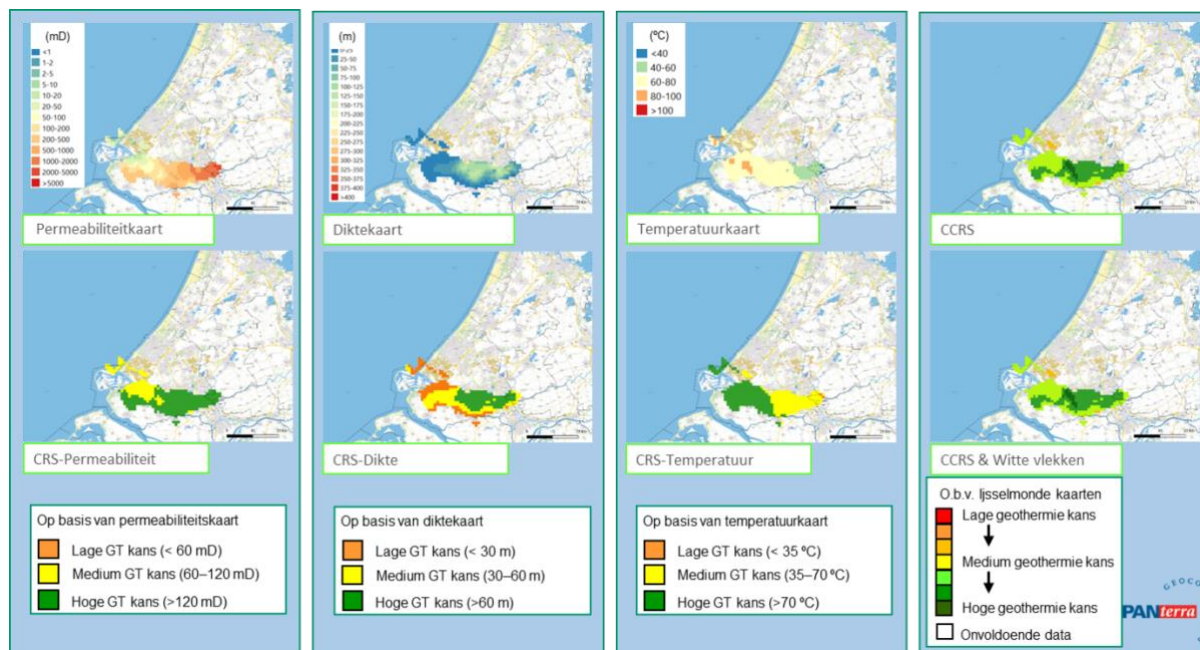 (mD)
<1
1-2
2-5
5-10
10-20
20-50
50-100
100-200
200-500
500-1000
1000-2000
2000-5000
>5000
Permeabiliteitkaart
(m)
25-50
50-75
75-100
100-125
125-150
150-175
175-200
200-225
225-250
250-275
275-300
300-325
325-350
350-375
375-400
>400
Diktekaart
(ºC)
<40
40-60
60-80
80-100
>100
Temperatuurkaart
CCRS
CRS-Permeabiliteit
CRS-Dikte
CRS-Temperatuur
CCRS & Witte vlekken
Op basis van permeabiliteitskaart
Lage GT kans (< 60 mD)
Medium GT kans (60–120 mD)
Hoge GT kans (>120 mD)
Op basis van diktekaart
Lage GT kans (< 30 m)
Medium GT kans (30–60 m)
Hoge GT kans (>60 m)
Op basis van temperatuurkaart
Lage GT kans (< 35 ºC)
Medium GT kans (35–70 ºC)
Hoge GT kans (>70 ºC)
O.b.v. Ijsselmonde kaarten
Lage geothermie kans
Medium geothermie kans
Hoge geothermie kans
Onvoldoende data
GEOCO
PANterra